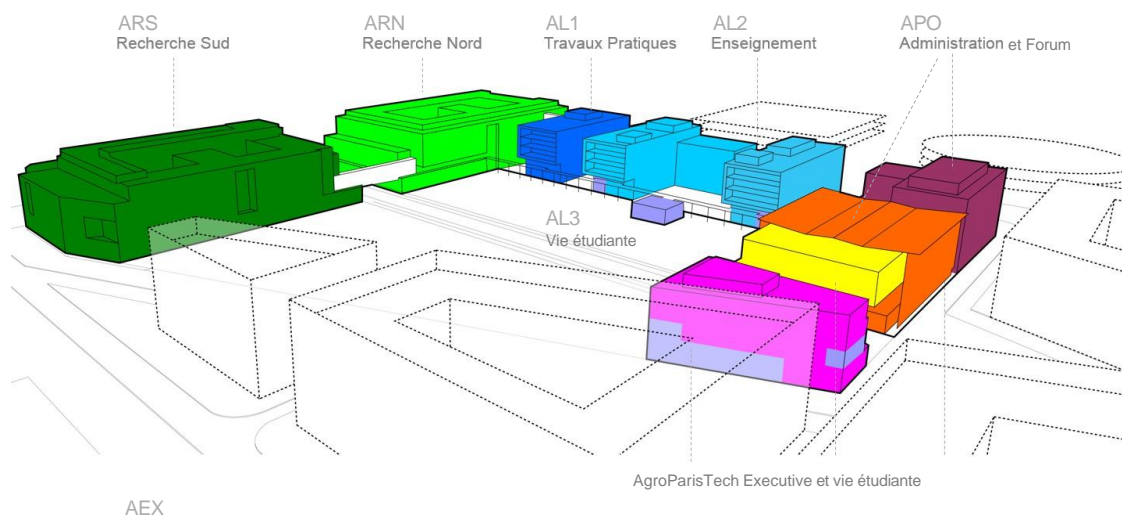 ARS
Recherche Sud
ARN
Recherche Nord
AL1
Travaux Pratiques
AL2
Enseignement
APO
Administration et Forum
AL3
Vie étudiante
AgroParisTech Executive et vie étudiante
AEX